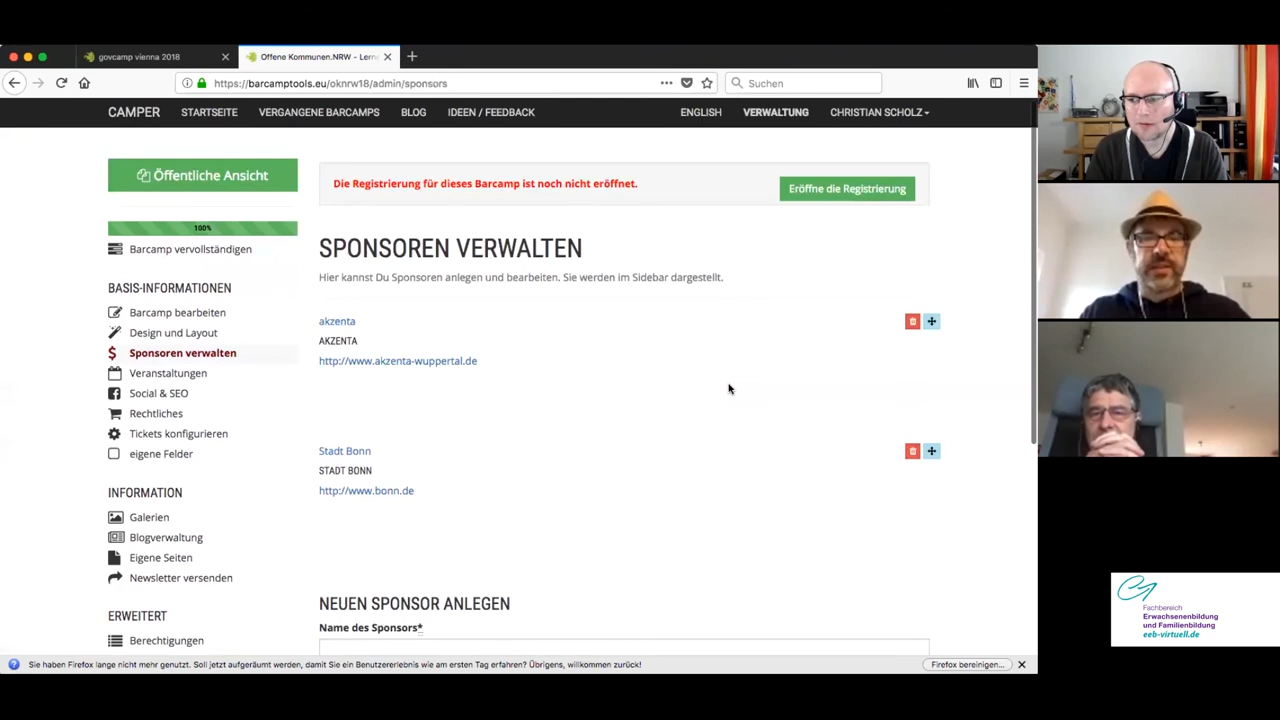 govcamp vienna 2018
Offene Kommunen.NRW - Lern
https://barcamptools.eu/oknrw18/admin/sponsors
Suchen
CAMPER
STARTSEITE
VERGANGENE BARCAMPS
BLOG
IDEEN / FEEDBACK
ENGLISH
VERWALTUNG
CHRISTIAN SCHOLZ
Öffentliche Ansicht
100%
Barcamp vervollständigen
BASIS-INFORMATIONEN
Barcamp bearbeiten
Design und Layout
Sponsoren verwalten
Veranstaltungen
Social & SEO
Rechtliches
Tickets konfigurieren
eigene Felder
INFORMATION
Galerien
Blogverwaltung
Eigene Seiten
Newsletter versenden
ERWEITERT
Berechtigungen
Die Registrierung für dieses Barcamp ist noch nicht eröffnet.
Eröffne die Registrierung
SPONSOREN VERWALTEN
Hier kannst Du Sponsoren anlegen und bearbeiten. Sie werden im Sidebar dargestellt.
akzenta
AKZENTA
http://www.akzenta-wuppertal.de
Stadt Bonn
STADT BONN
http://www.bonn.de
NEUEN SPONSOR ANLEGEN
Name des Sponsors*
Sie haben Firefox lange nicht mehr genutzt. Soll jetzt aufgeräumt werden, damit Sie ein Benutzererlebnis wie am ersten Tag erfahren? Übrigens, willkommen zurück!
Firefox bereinigen...
Fachbereich
Erwachsenenbildung
und Familienbildung
eeb-virtuell.de